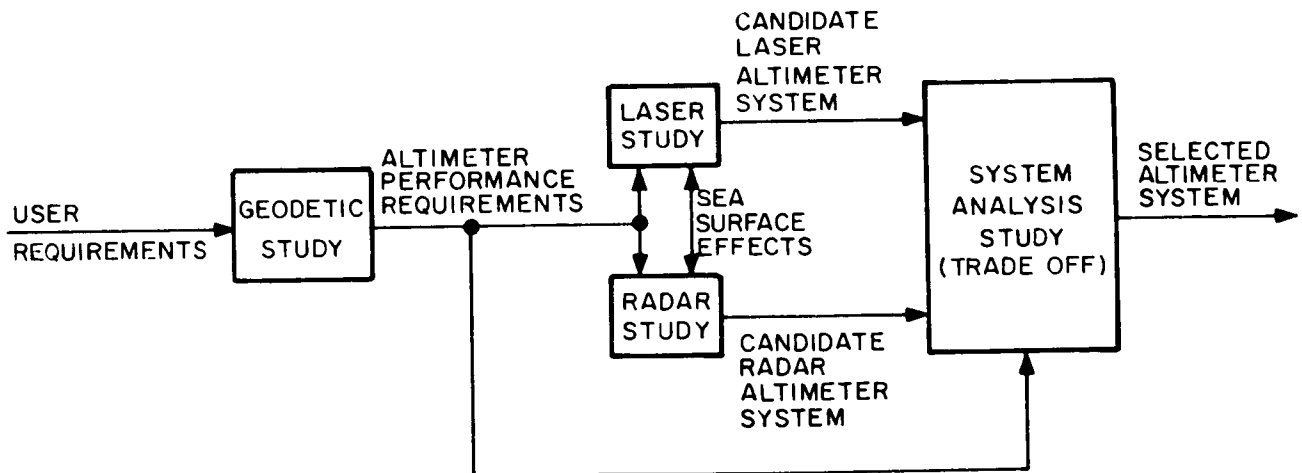 USER
REQUIREMENTS
GEODETIC
STUDY
ALTIMETER
PERFORMANCE
REQUIREMENTS
LASER
STUDY
SEA
SURFACE
EFFECTS
RADAR
STUDY
CANDIDATE
LASER
ALTIMETER
SYSTEM
CANDIDATE
RADAR
ALTIMETER
SYSTEM
SYSTEM
ANALYSIS
STUDY
(TRADE OFF)
SELECTED
ALTIMETER
SYSTEM